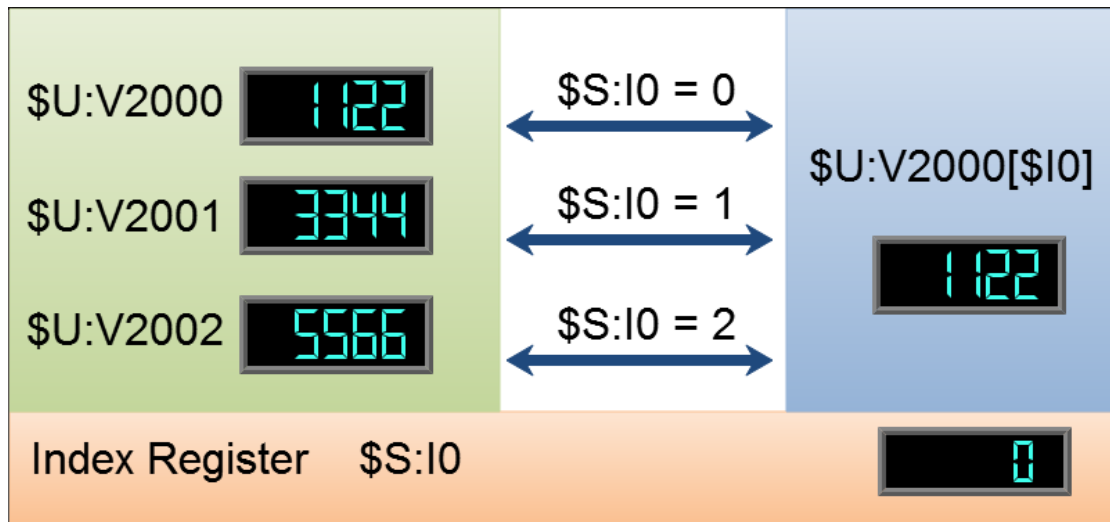 $U:V2000 1122 $S:I0 = 0
$U:V2000[$I0]
$U:V2001 3344 $S:I0 = 1
1122
$U:V2002 5566 $S:I0 = 2
Index Register $S:I0 0